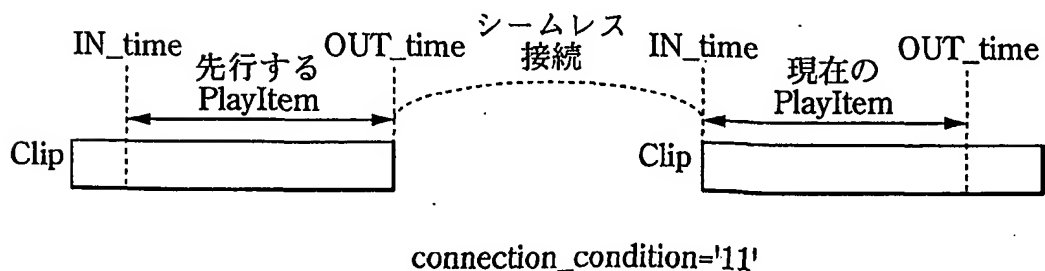 IN_time
先行する
PlayItem
OUT_time
シームレス
接続
IN_time
現在の
PlayItem
OUT_time
Clip
Clip
connection_condition='11'